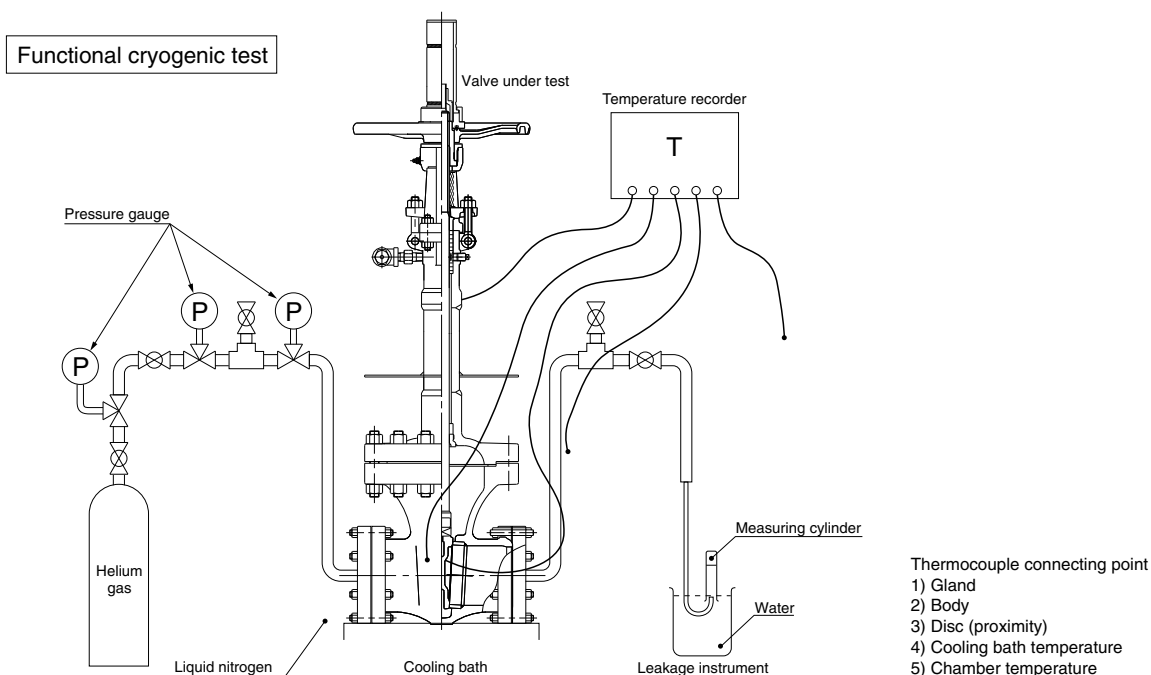 Functional cryogenic test
Valve under test
Temperature recorder
T
Pressure gauge
P
P
P
Helium
gas
Measuring cylinder
Water
Liquid nitrogen
Cooling bath
Leakage instrument
Thermocouple connecting point
1) Gland
2) Body
3) Disc (proximity)
4) Cooling bath temperature
5) Chamber temperature